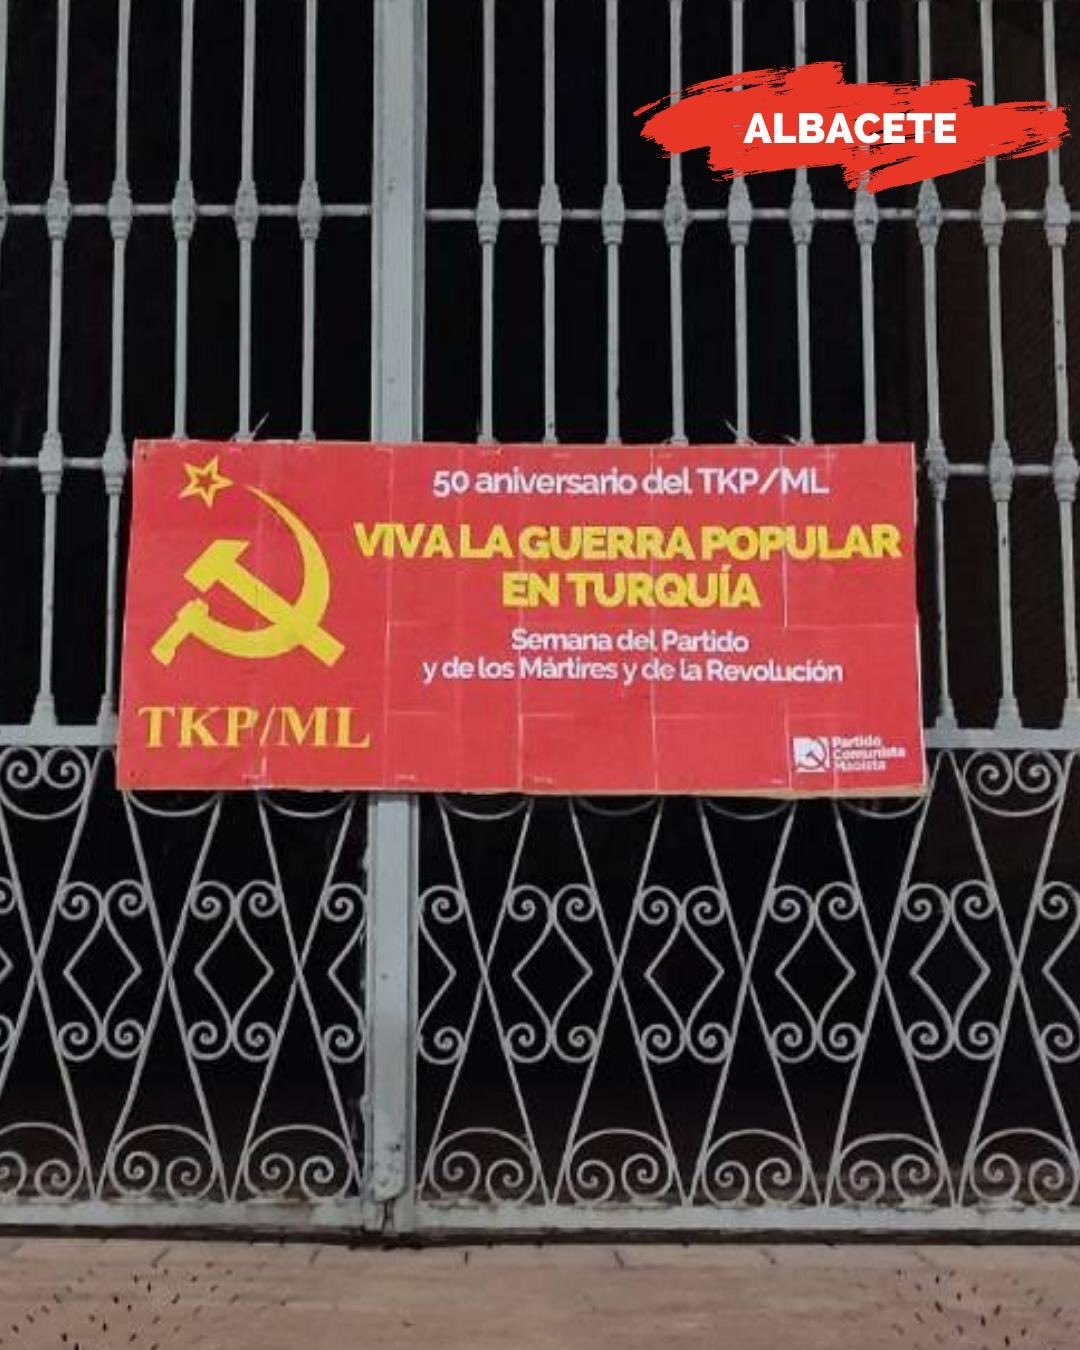 ALBACETE
50 aniversario del TKP/ML
VIVA LA GUERRA POPULAR
EN TURQUÍA
Semana del Partido
y de los Mártires y de la Revolución
TKP/ML
Partido
Comunista
Maoista